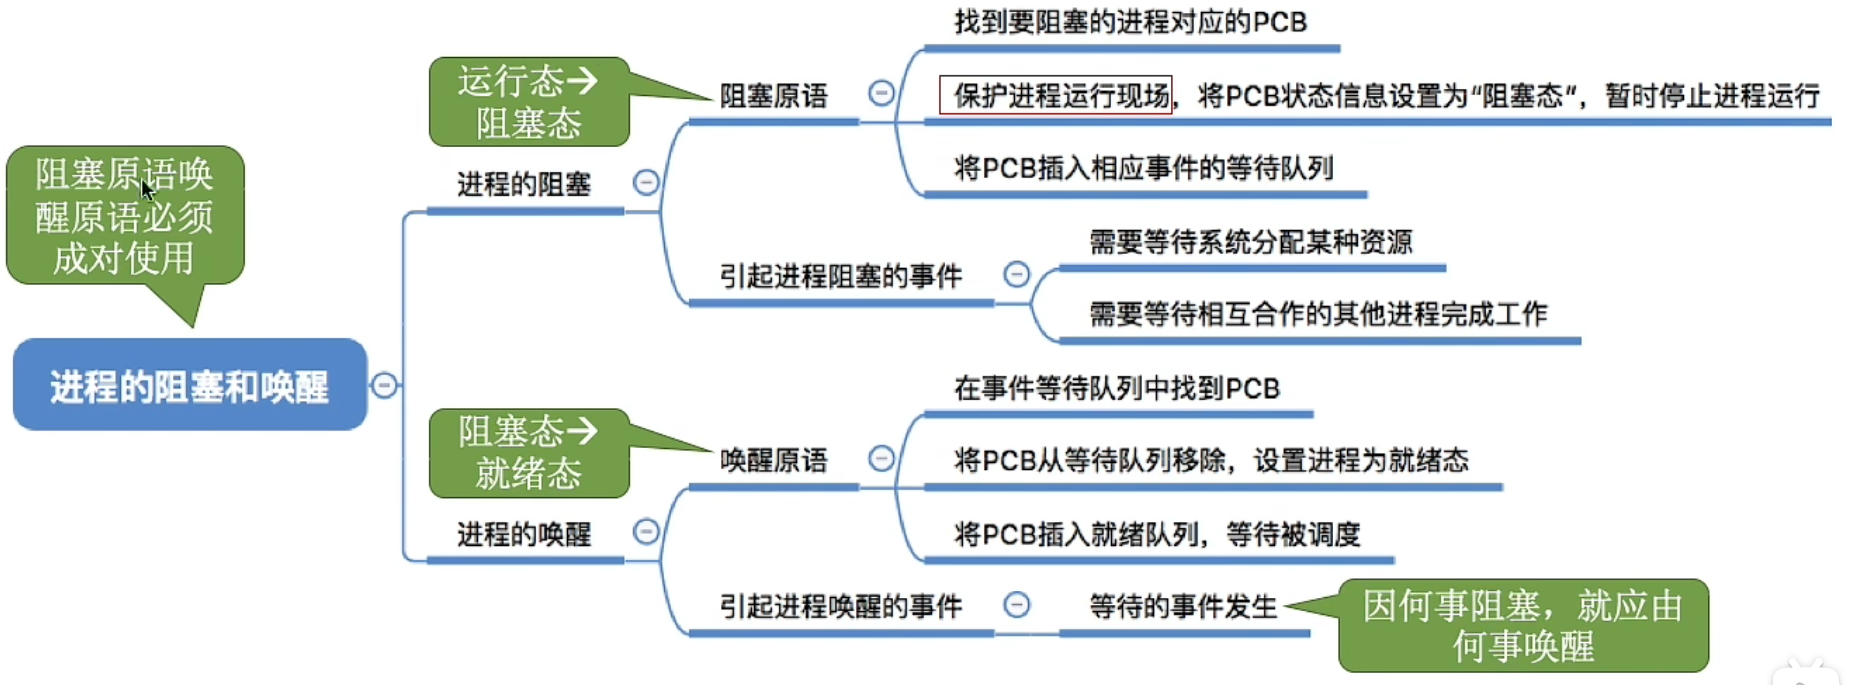 找到要阻塞的进程对应的PCB
运行态→
阻塞态
阻塞原语
保护进程运行现场，将PCB状态信息设置为“阻塞态”，暂时停止进程运行
阻塞原语唤
醒原语必须
成对使用
进程的阻塞
将PCB插入相应事件的等待队列
引起进程阻塞的事件
需要等待系统分配某种资源
需要等待相互合作的其他进程完成工作
进程的阻塞和唤醒
在事件等待队列中找到PCB
阻塞态→
就绪态
唤醒原语
将PCB从等待队列移除，设置进程为就绪态
进程的唤醒
将PCB插入就绪队列，等待被调度
引起进程唤醒的事件
等待的事件发生
因何事阻塞，就应由
何事唤醒